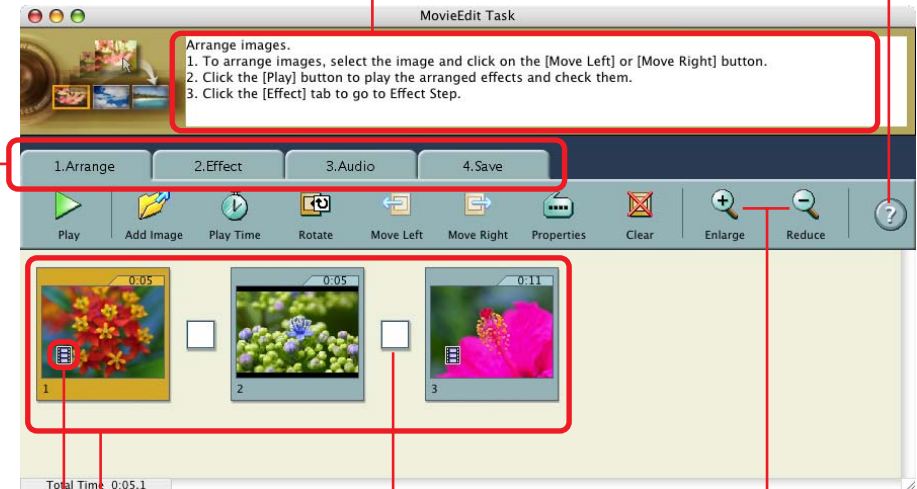 MovieEdit Task
Arrange images.
1. To arrange images, select the image and click on the [Move Left] or [Move Right] button.
2. Click the [Play] button to play the arranged effects and check them.
3. Click the [Effect] tab to go to Effect Step.
1.Arrange 2.Effect 3.Audio 4.Save
Play Add Image Play Time Rotate Move Left Move Right Properties Clear Enlarge Reduce ?
0:05 0:05 0:11
1 2 3
Total Time 0:05.1